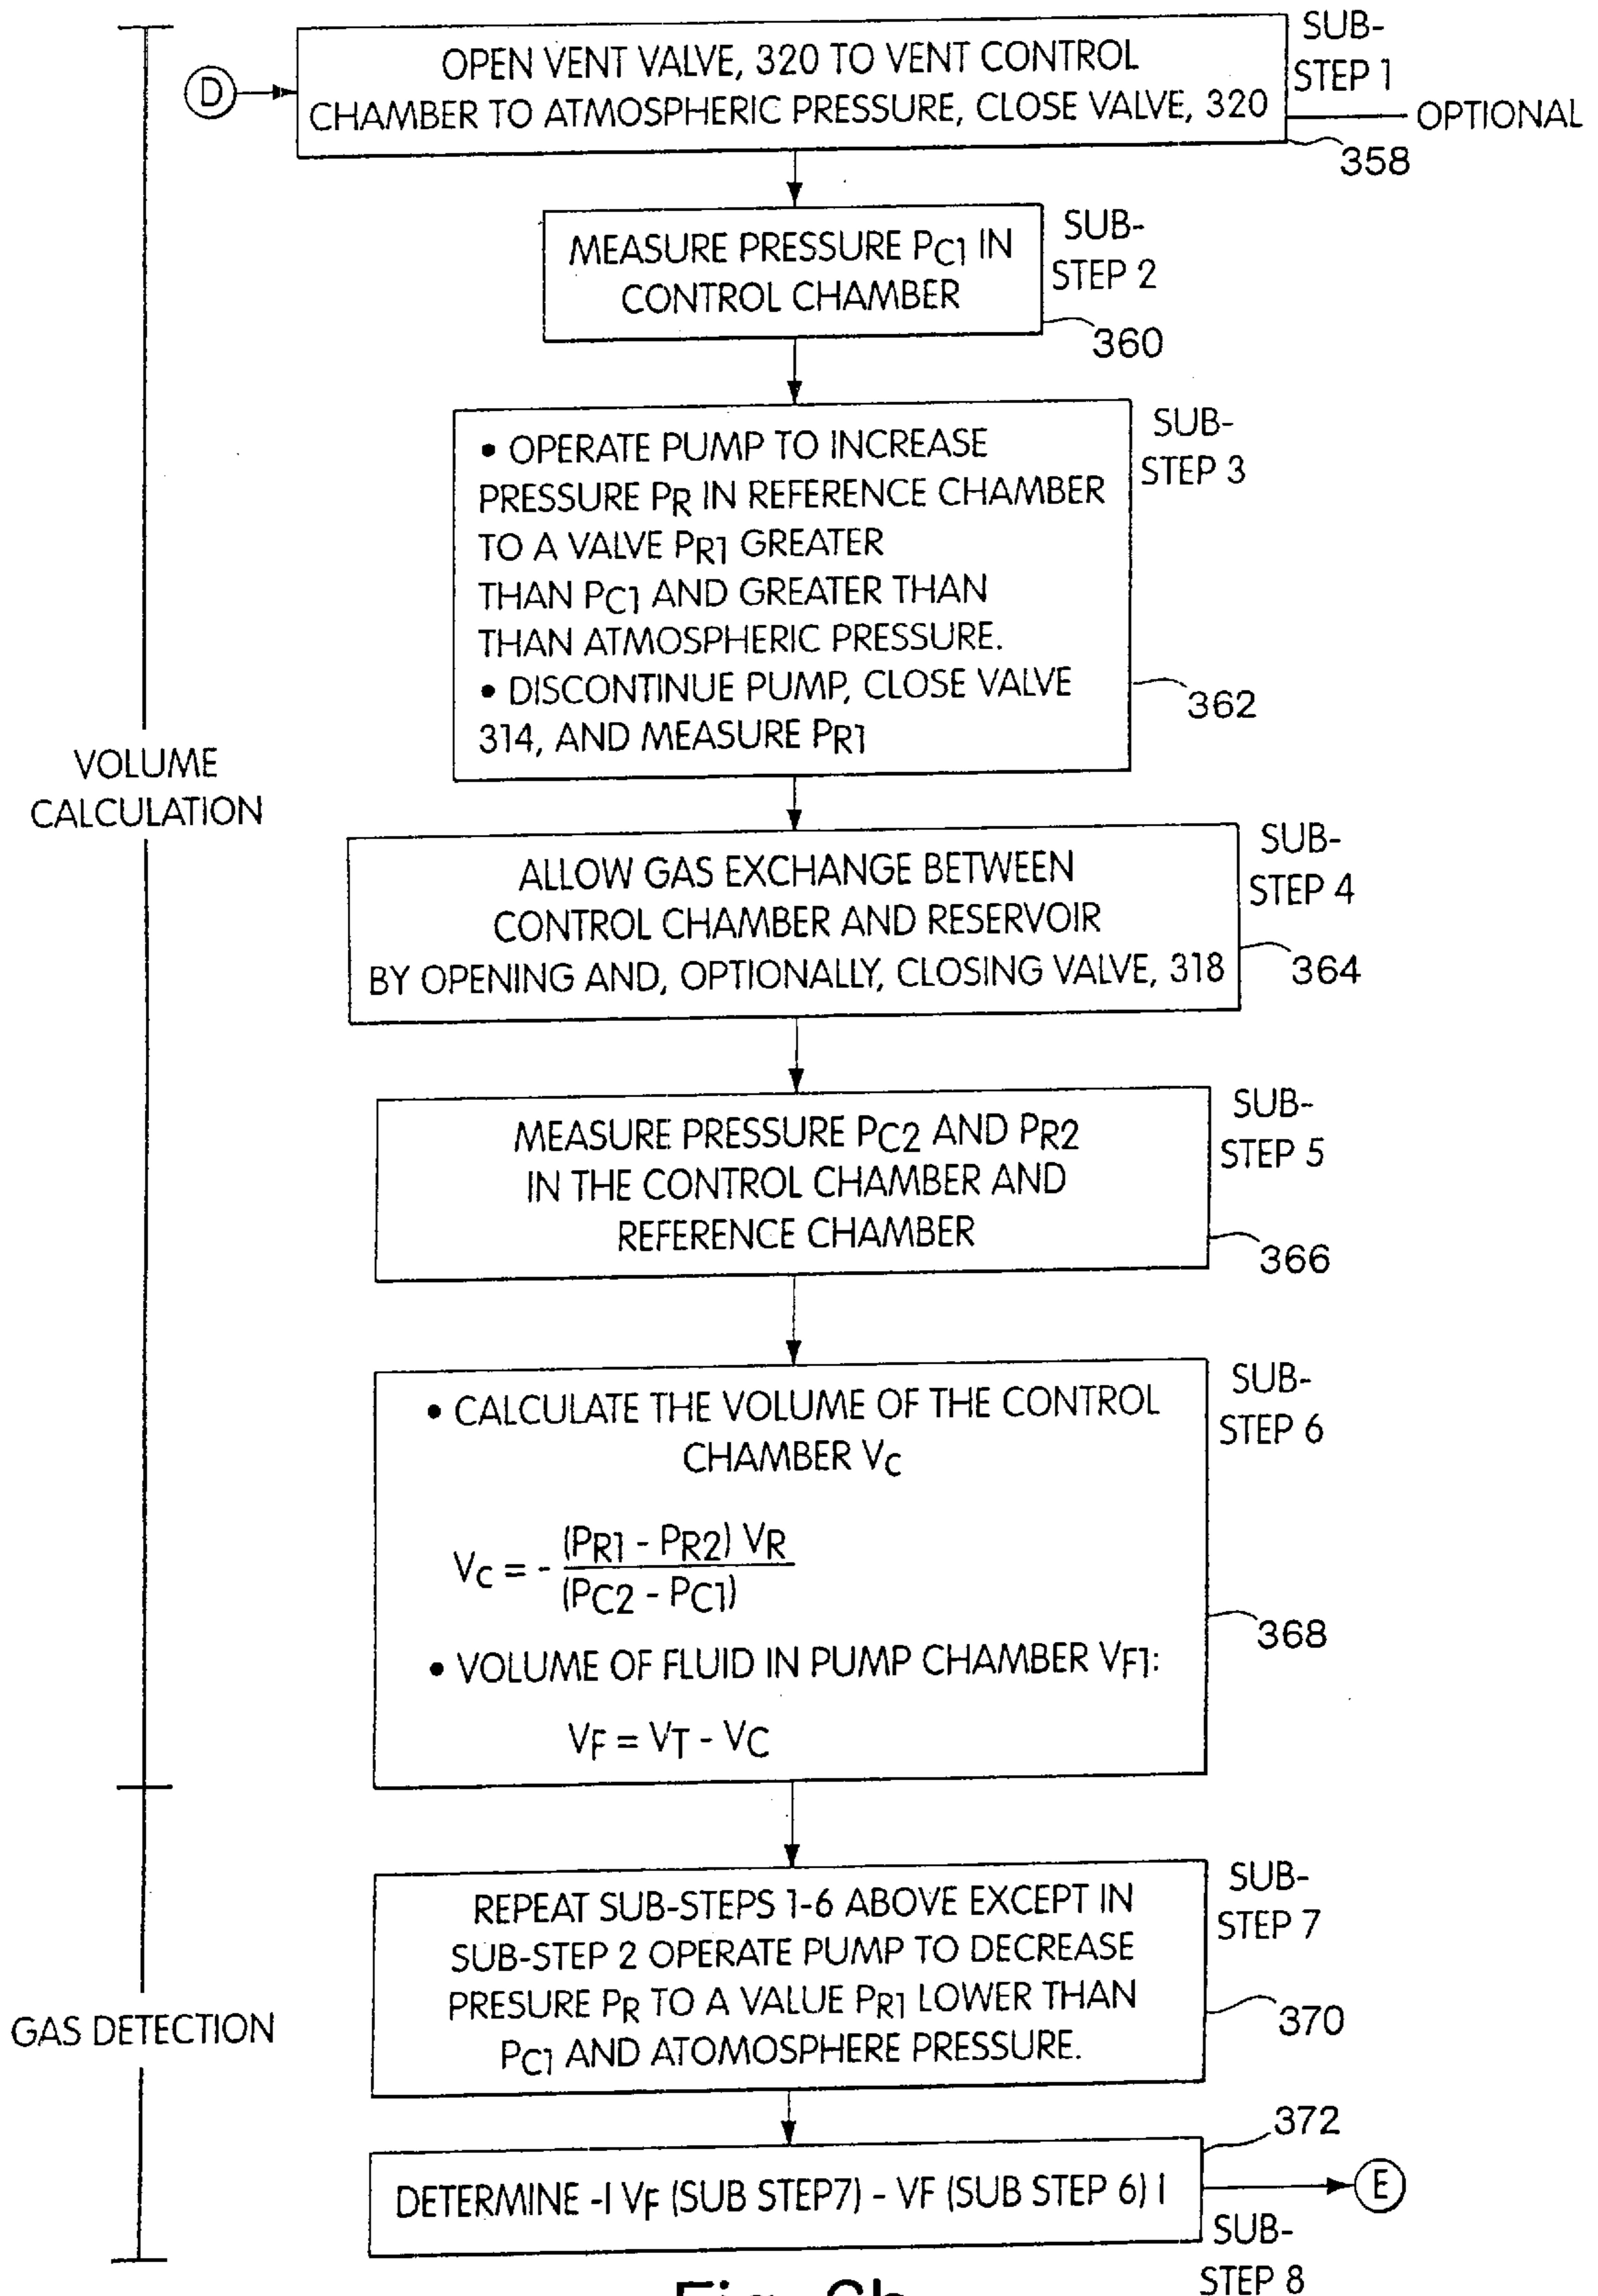 SUB-
STEP 1
OPTIONAL
D
OPEN VENT VALVE, 320 TO VENT CONTROL
CHAMBER TO ATMOSPHERIC PRESSURE, CLOSE VALVE, 320
358
MEASURE PRESSURE PC1 IN
CONTROL CHAMBER
SUB-
STEP 2
360
• OPERATE PUMP TO INCREASE
PRESSURE PR IN REFERENCE CHAMBER
TO A VALVE PR1 GREATER
THAN PC1 AND GREATER THAN
THAN ATMOSPHERIC PRESSURE.
• DISCONTINUE PUMP, CLOSE VALVE
314, AND MEASURE PR1
SUB-
STEP 3
362
VOLUME
CALCULATION
ALLOW GAS EXCHANGE BETWEEN
CONTROL CHAMBER AND RESERVOIR
BY OPENING AND, OPTIONALLY, CLOSING VALVE, 318
SUB-
STEP 4
364
MEASURE PRESSURE PC2 AND PR2
IN THE CONTROL CHAMBER AND
REFERENCE CHAMBER
SUB-
STEP 5
366
• CALCULATE THE VOLUME OF THE CONTROL
CHAMBER VC
VC = - (PR1 - PR2) VR
(PC2 - PC1)
• VOLUME OF FLUID IN PUMP CHAMBER VF1:
VF = VT - VC
SUB-
STEP 6
368
REPEAT SUB-STEPS 1-6 ABOVE EXCEPT IN
SUB-STEP 2 OPERATE PUMP TO DECREASE
PRESURE PR TO A VALUE PR1 LOWER THAN
PC1 AND ATOMOSPHERE PRESSURE.
SUB-
STEP 7
370
GAS DETECTION
372
DETERMINE -I VF (SUB STEP7) - VF (SUB STEP 6) I
E
SUB-
STEP 8